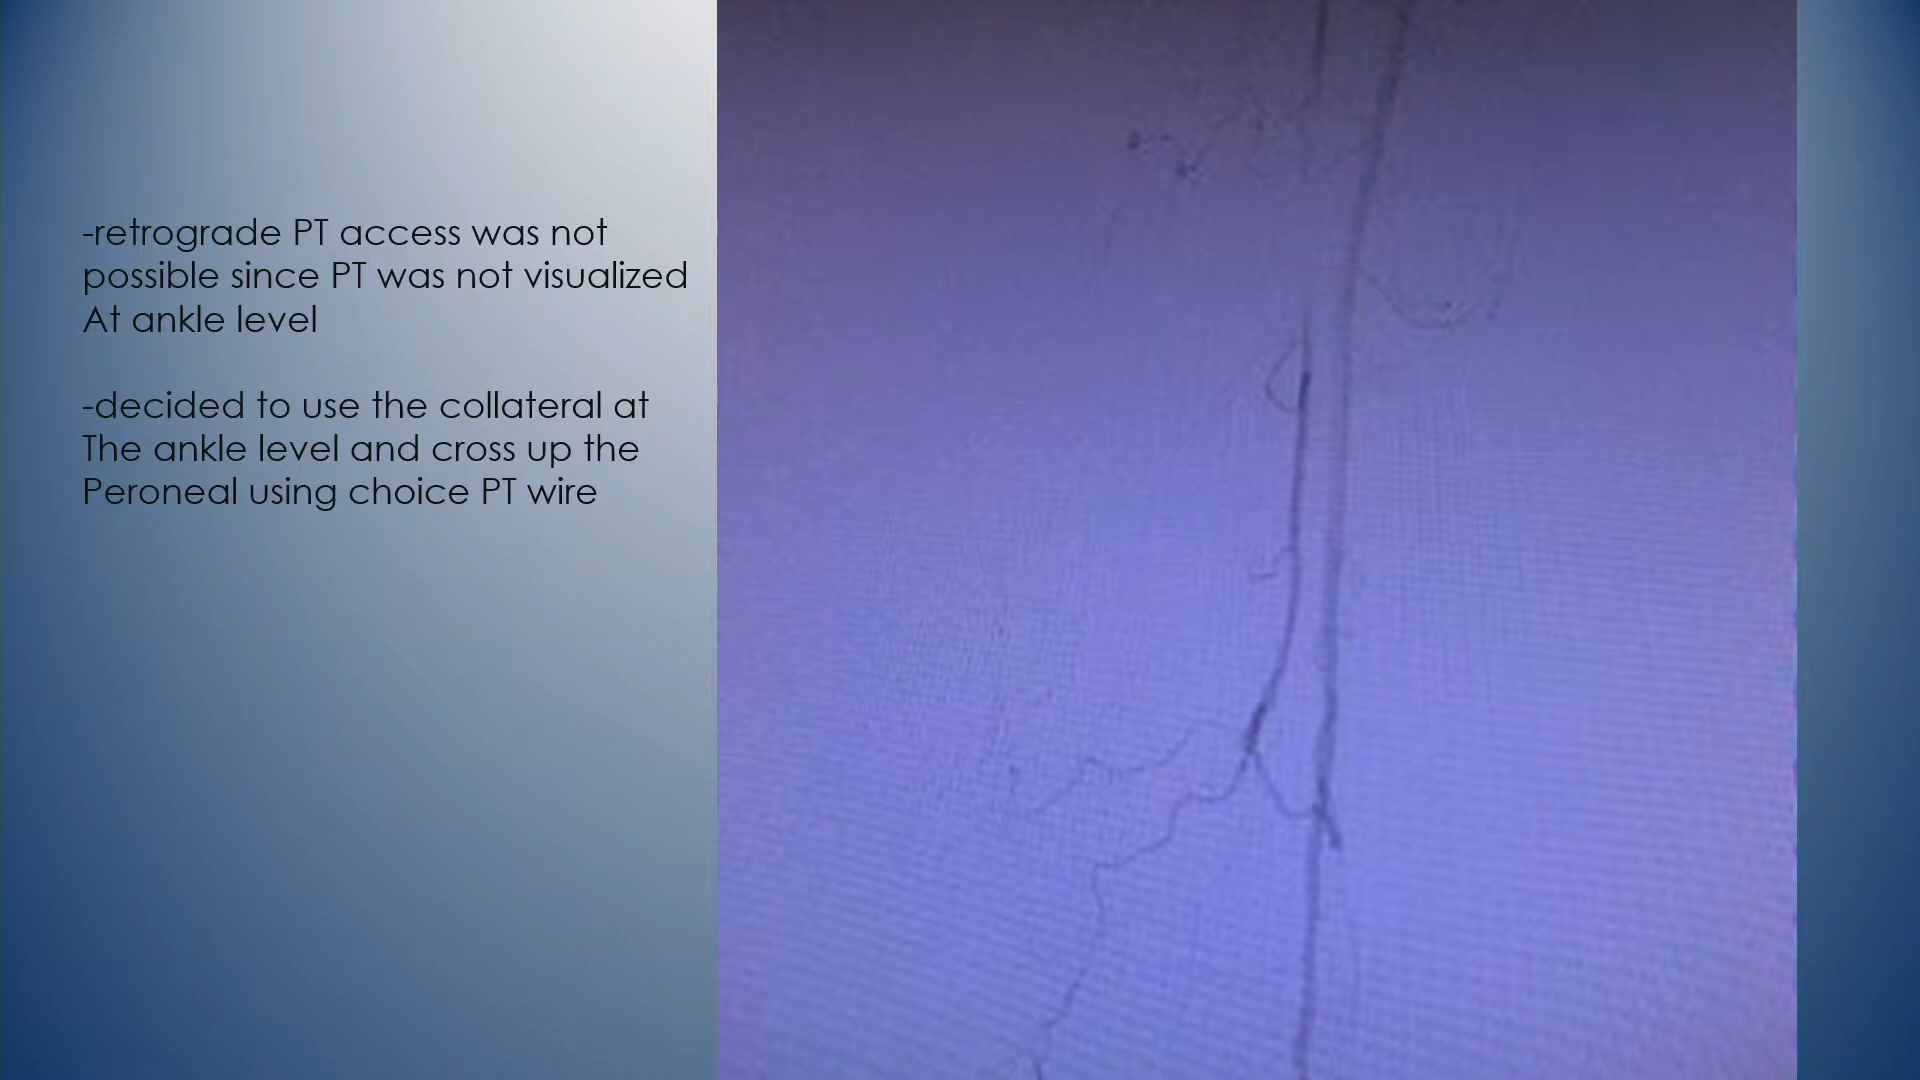 -retrograde PT access was not
possible since PT was not visualized
At ankle level
-decided to use the collateral at
The ankle level and cross up the
Peroneal using choice PT wire